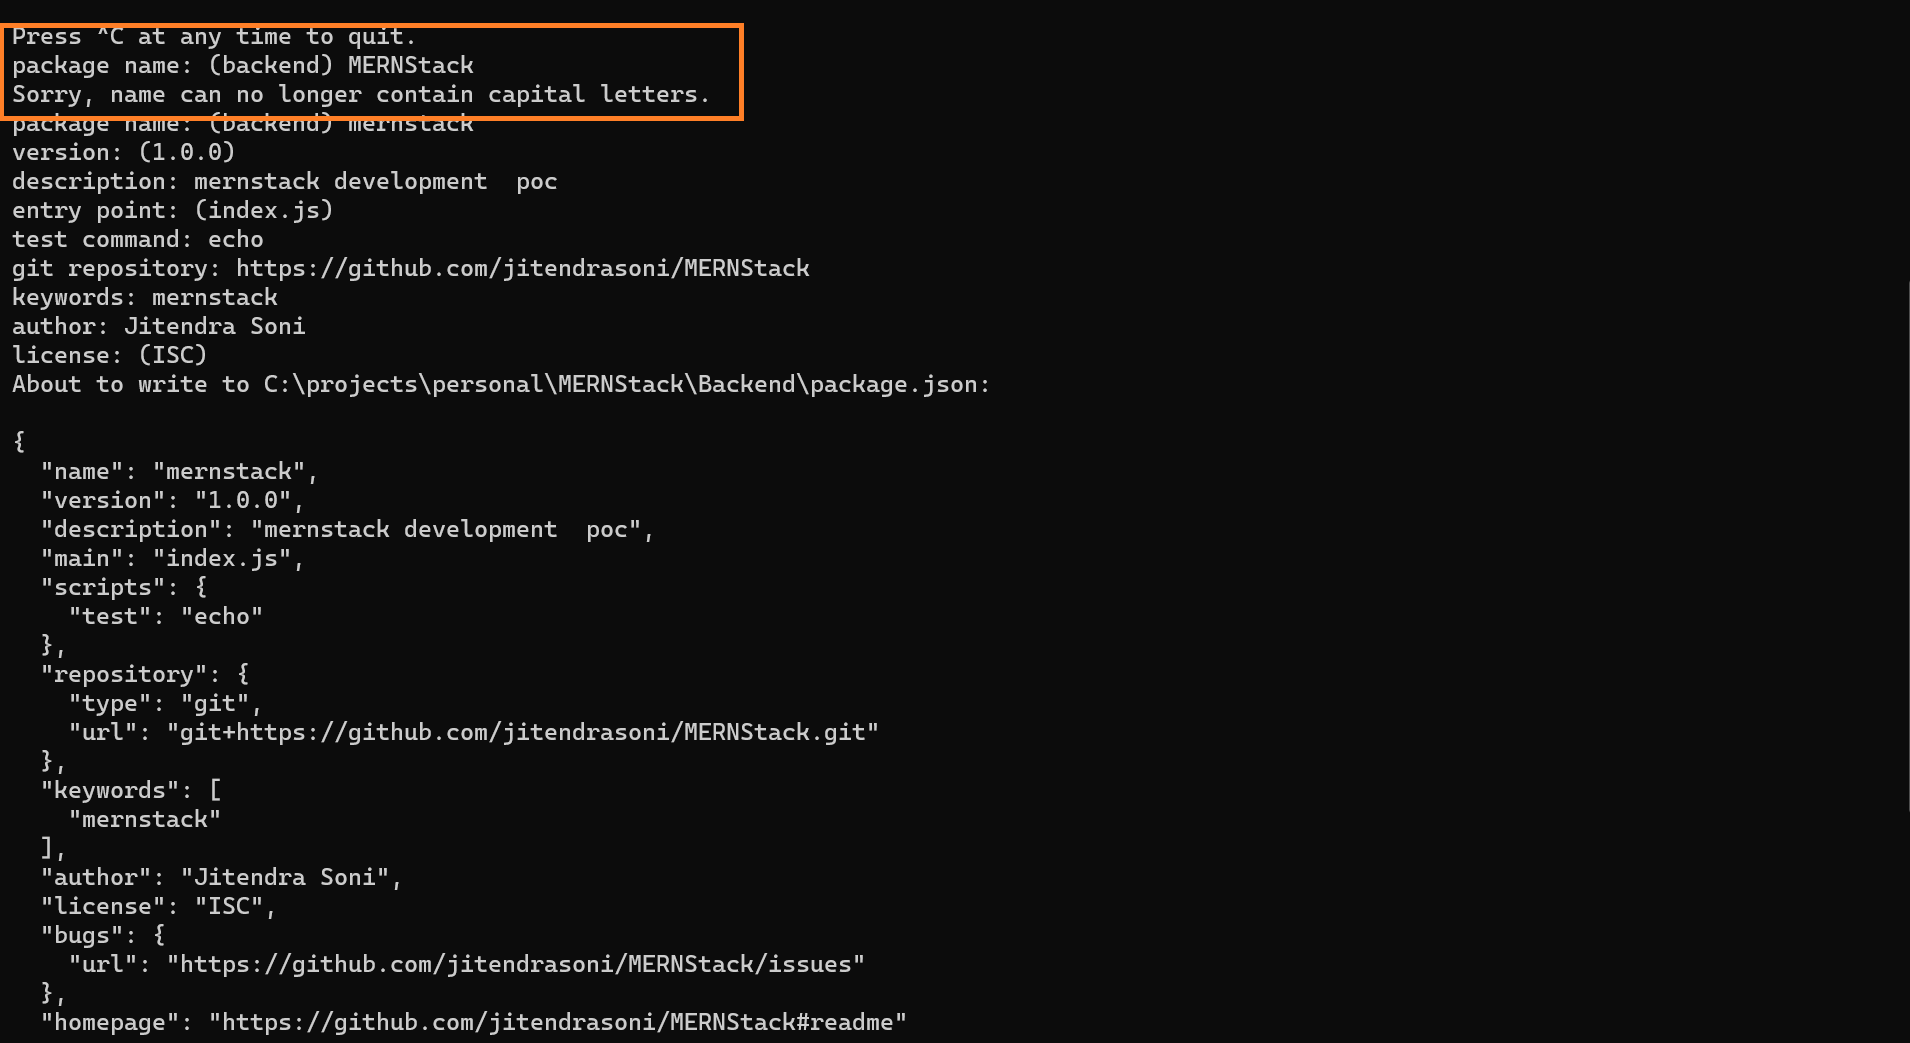 Press ^C at any time to quit.
package name: (backend) MERNStack
Sorry, name can no longer contain capital letters.
package name: (backend) mernstack
version: (1.0.0)
description: mernstack development  poc
entry point: (index.js)
test command: echo
git repository: https://github.com/jitendrasoni/MERNStack
keywords: mernstack
author: Jitendra Soni
license: (ISC)
About to write to C:\projects\personal\MERNStack\Backend\package.json:
{
  "name": "mernstack",
  "version": "1.0.0",
  "description": "mernstack development  poc",
  "main": "index.js",
  "scripts": {
    "test": "echo"
  },
  "repository": {
    "type": "git",
    "url": "git+https://github.com/jitendrasoni/MERNStack.git"
  },
  "keywords": [
    "mernstack"
  ],
  "author": "Jitendra Soni",
  "license": "ISC",
  "bugs": {
    "url": "https://github.com/jitendrasoni/MERNStack/issues"
  },
  "homepage": "https://github.com/jitendrasoni/MERNStack#readme"